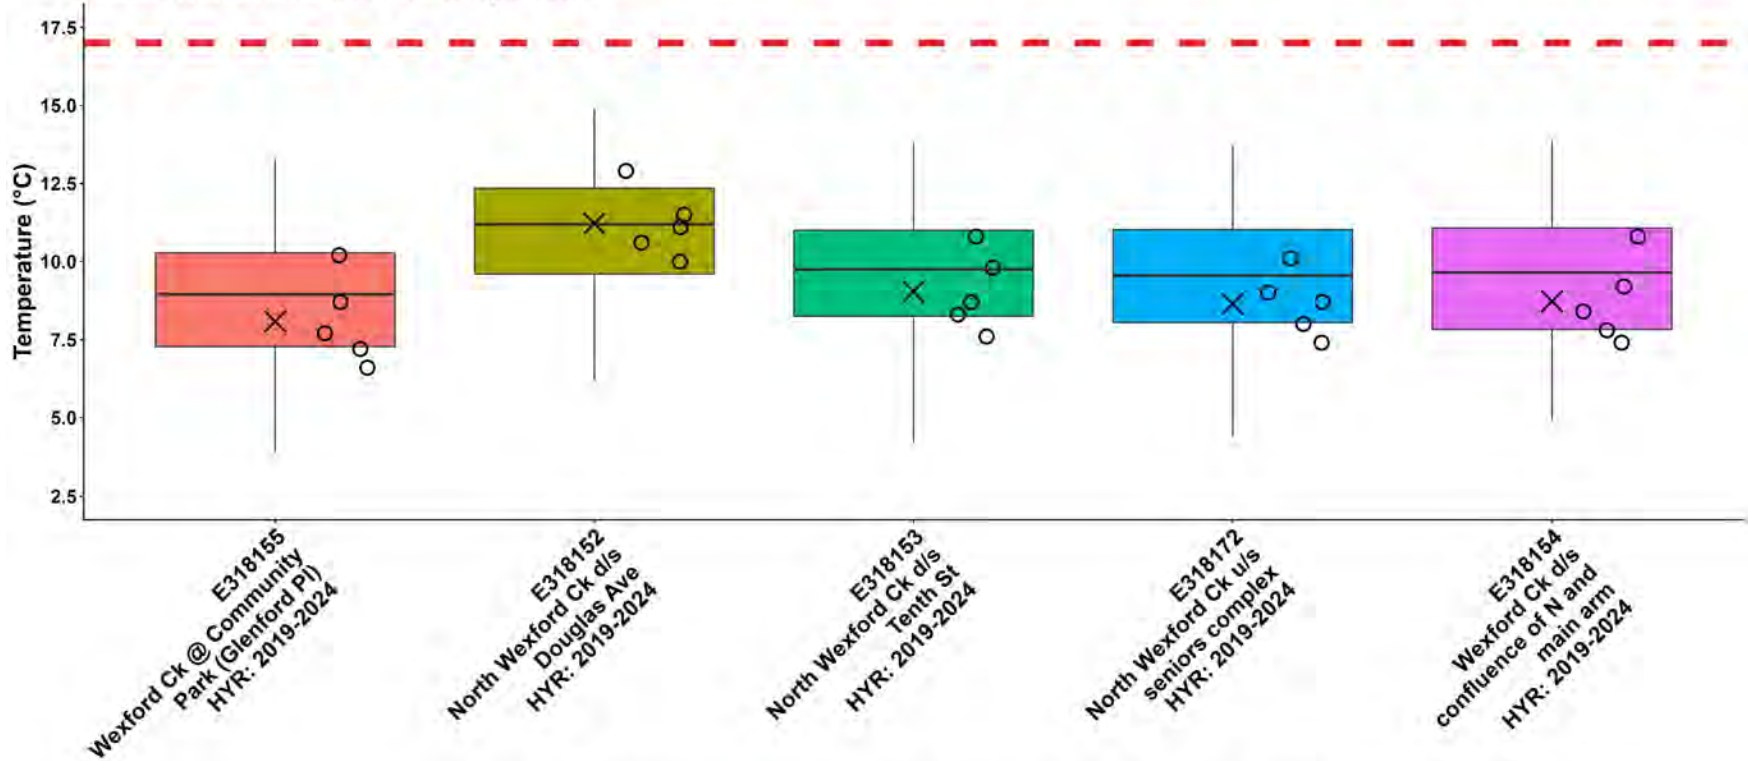 17.5
15.0
12.5
10.0
7.5
5.0
2.5
Temperature (°C)
E318155
Wexford Ck @ Community
Park (Glenford Pl)
HYR: 2019-2024
E318152
North Wexford Ck d/s
Douglas Ave
HYR: 2019-2024
E318153
North Wexford Ck d/s
Tenth St
HYR: 2019-2024
E318172
North Wexford Ck u/s
seniors complex
HYR: 2019-2024
E318154
Wexford Ck d/s
confluence of N and
main arm
HYR: 2019-2024